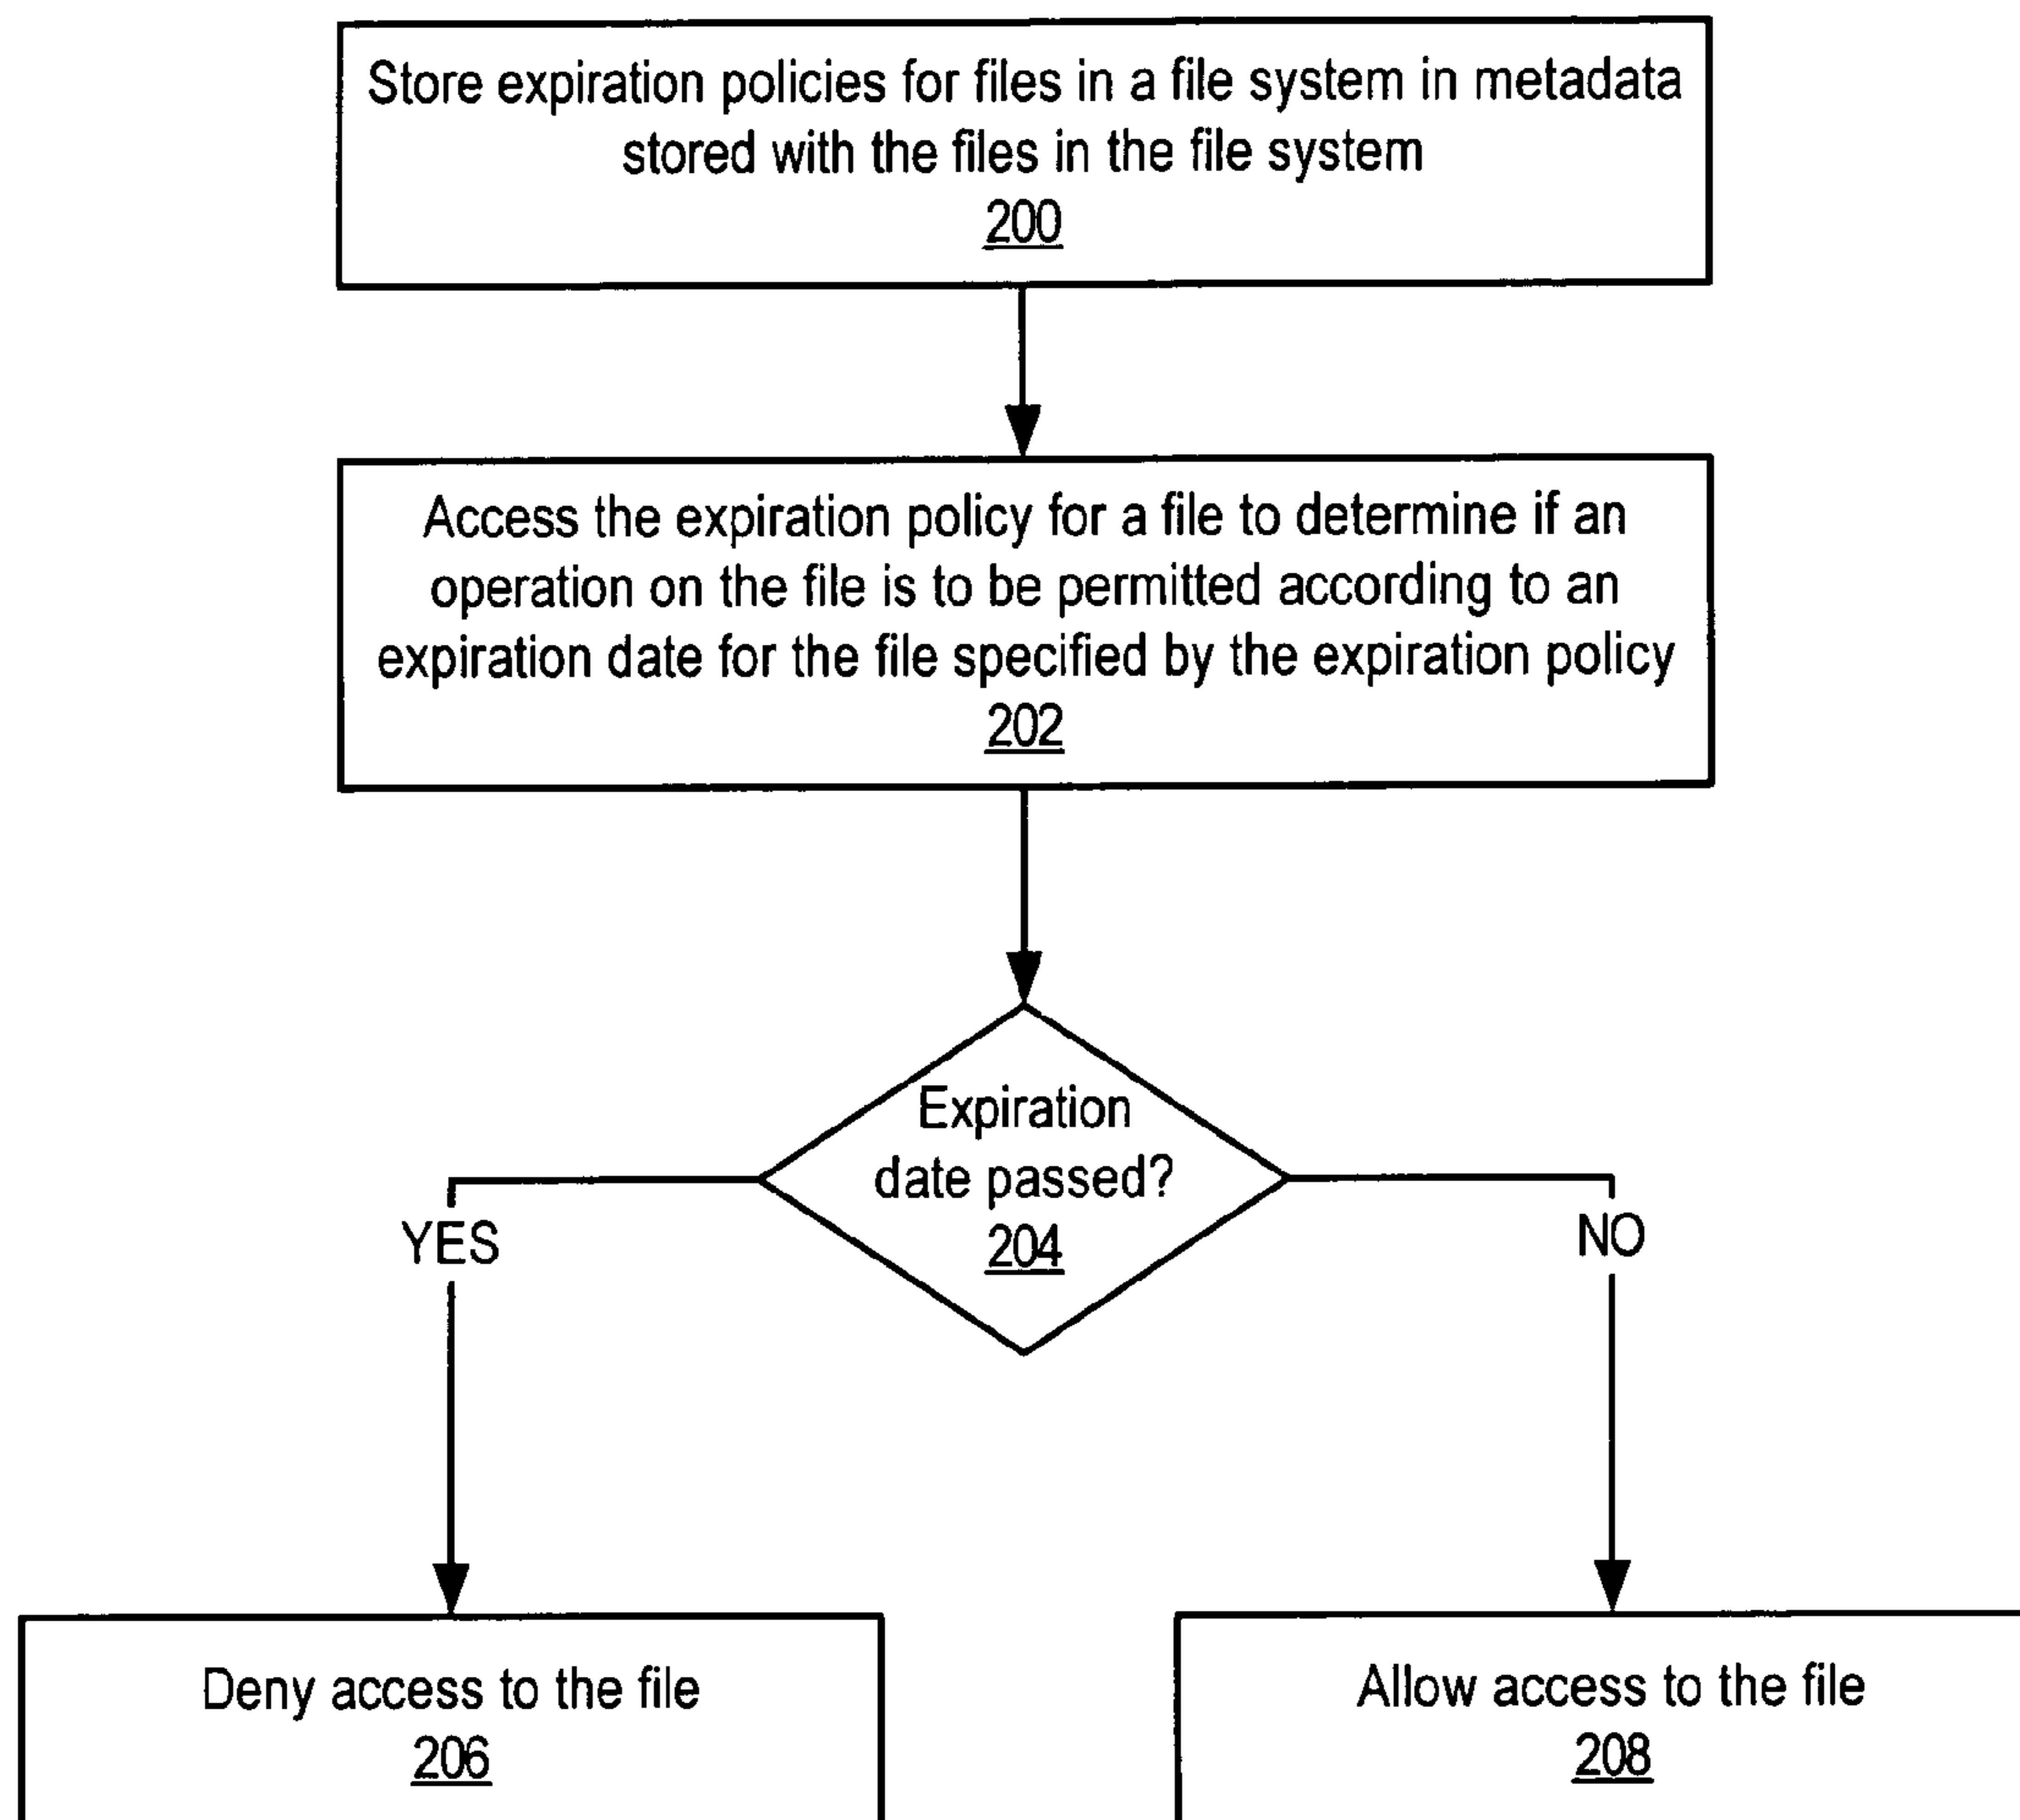 Store expiration policies for files in a file system in metadata
stored with the files in the file system
200
Access the expiration policy for a file to determine if an
operation on the file is to be permitted according to an
expiration date for the file specified by the expiration policy
202
Expiration
date passed?
204
YES
NO
Deny access to the file
206
Allow access to the file
208